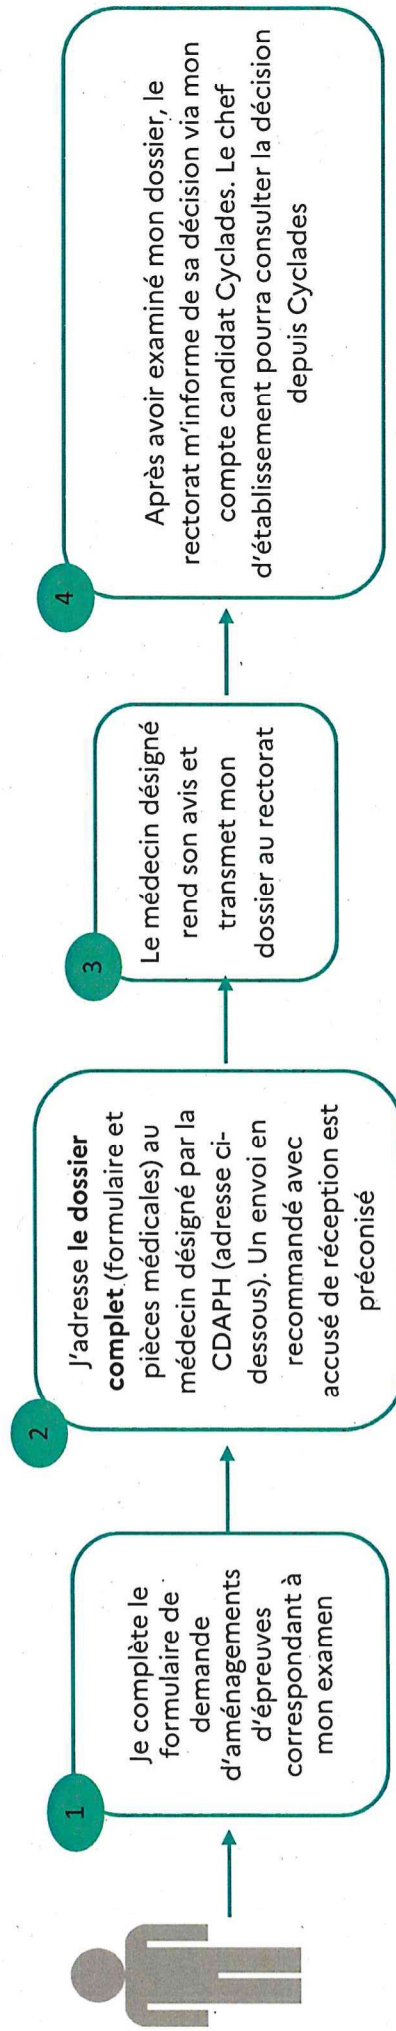 1
Je complète le
formulaire de
demande
d'aménagements
d'épreuves
correspondant à
mon examen
2
J'adresse le dossier
complet (formulaire et
pièces médicales) au
médecin désigné par la
CDAPH (adresse ci-
dessous). Un envoi en
recommandé avec
accusé de réception est
préconisé
3
Le médecin désigné
rend son avis et
transmet mon
dossier au rectorat
4
Après avoir examiné mon dossier, le
rectorat m'informe de sa décision via mon
compte candidat Cyclades. Le chef
d'établissement pourra consulter la décision
depuis Cyclades